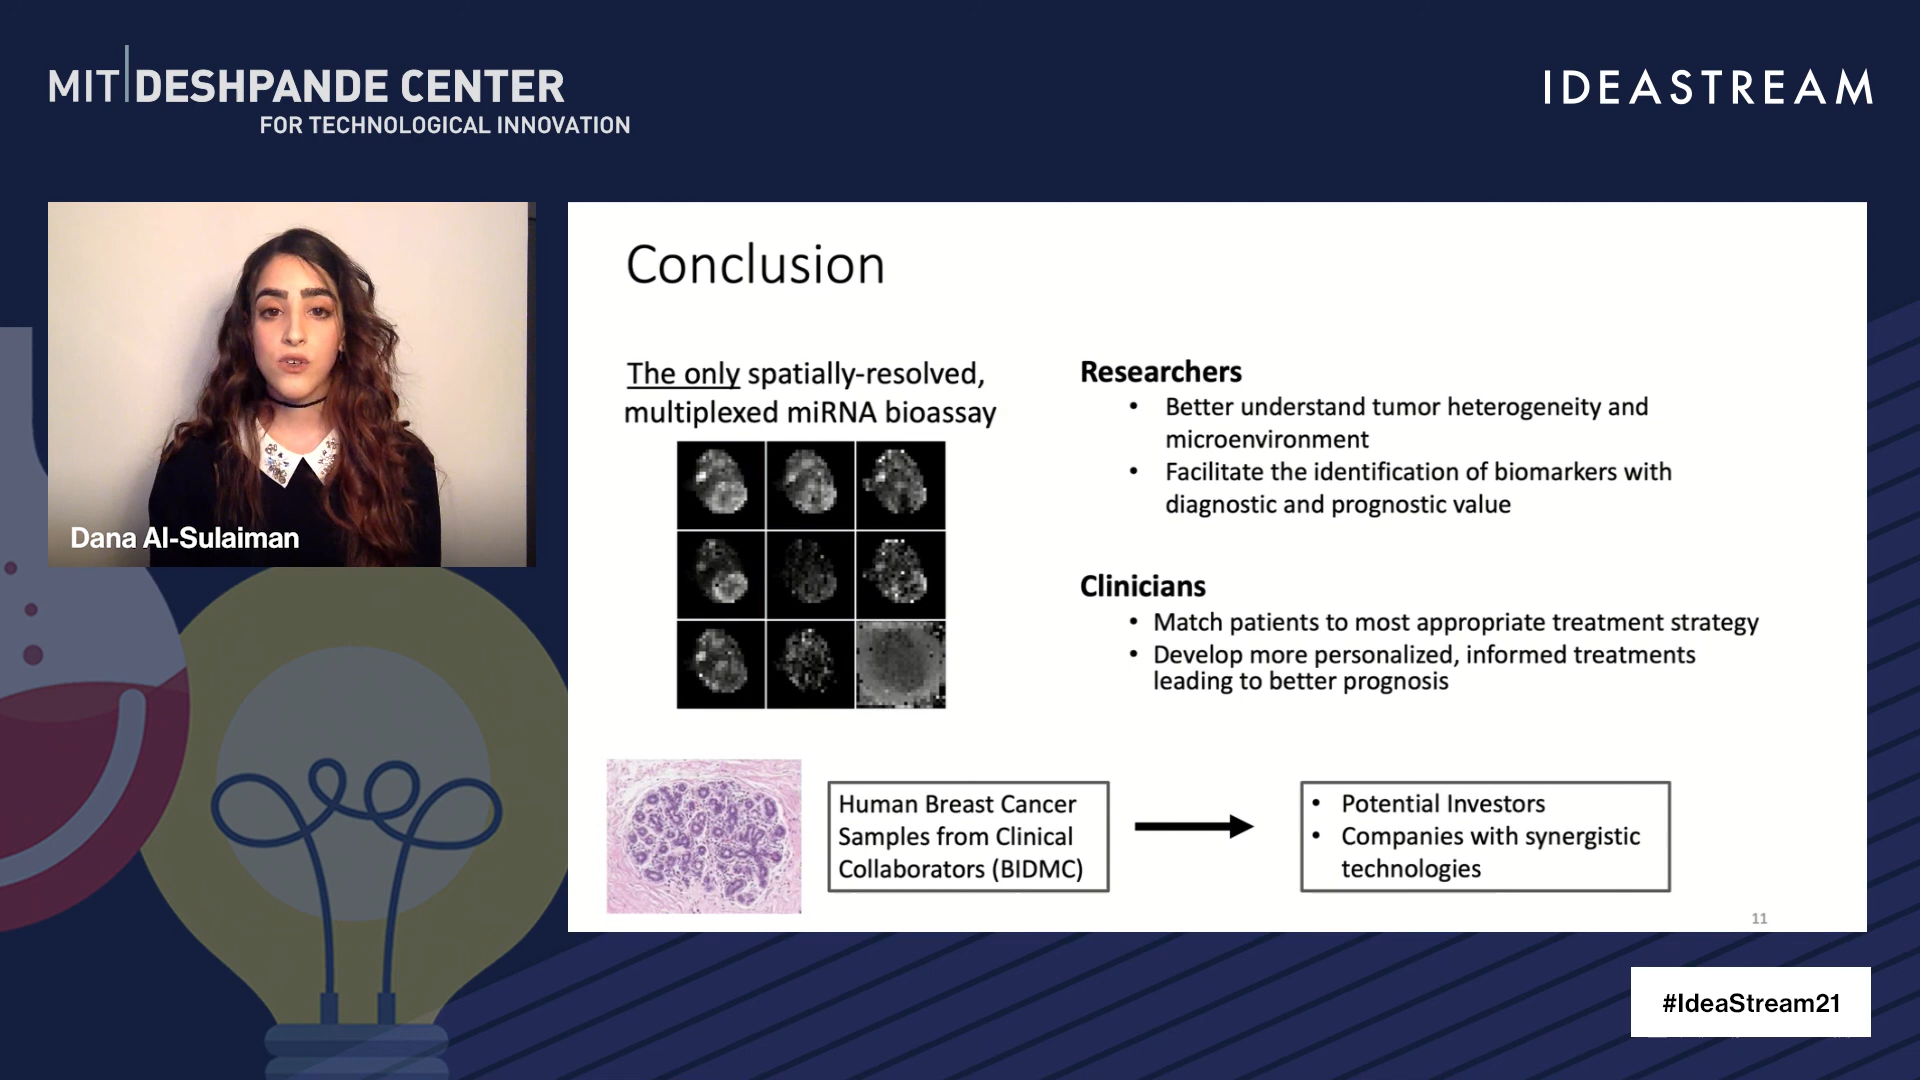 MIT DESHPANDE CENTER
FOR TECHNOLOGICAL INNOVATION
IDEASTREAM
Dana Al-Sulaiman
Conclusion
The only spatially-resolved,
multiplexed miRNA bioassay
Researchers
• Better understand tumor heterogeneity and
microenvironment
• Facilitate the identification of biomarkers with
diagnostic and prognostic value
Clinicians
• Match patients to most appropriate treatment strategy
• Develop more personalized, informed treatments
leading to better prognosis
Human Breast Cancer
Samples from Clinical
Collaborators (BIDMC)
• Potential Investors
• Companies with synergistic
technologies
11
#IdeaStream21